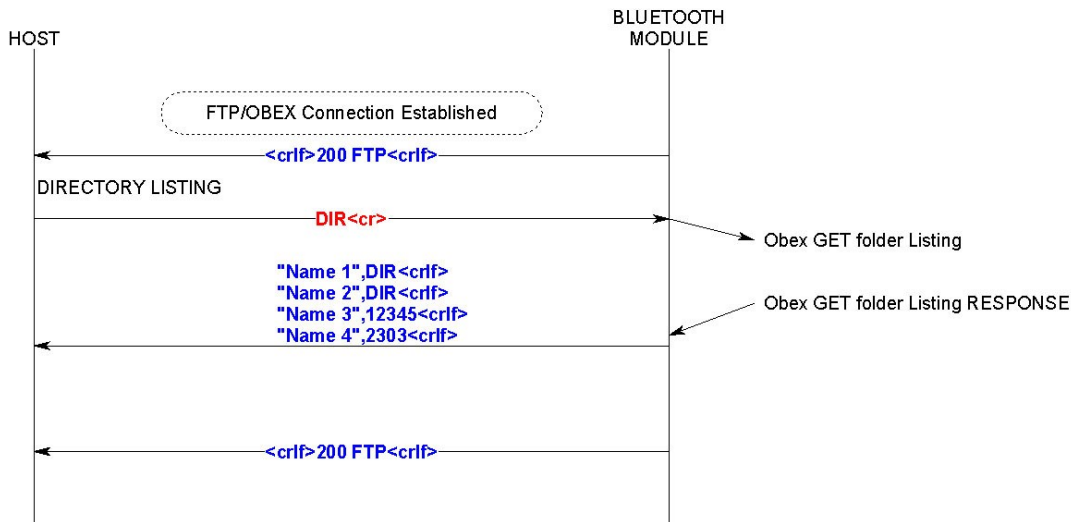 HOST
BLUETOOTH
MODULE
FTP/OBEX Connection Established
<crlf>200 FTP<crlf>
DIRECTORY LISTING
DIR<cr>
Obex GET folder Listing
"Name 1",DIR<crlf>
"Name 2",DIR<crlf>
"Name 3",12345<crlf>
"Name 4",2303<crlf>
Obex GET folder Listing RESPONSE
<crlf>200 FTP<crlf>